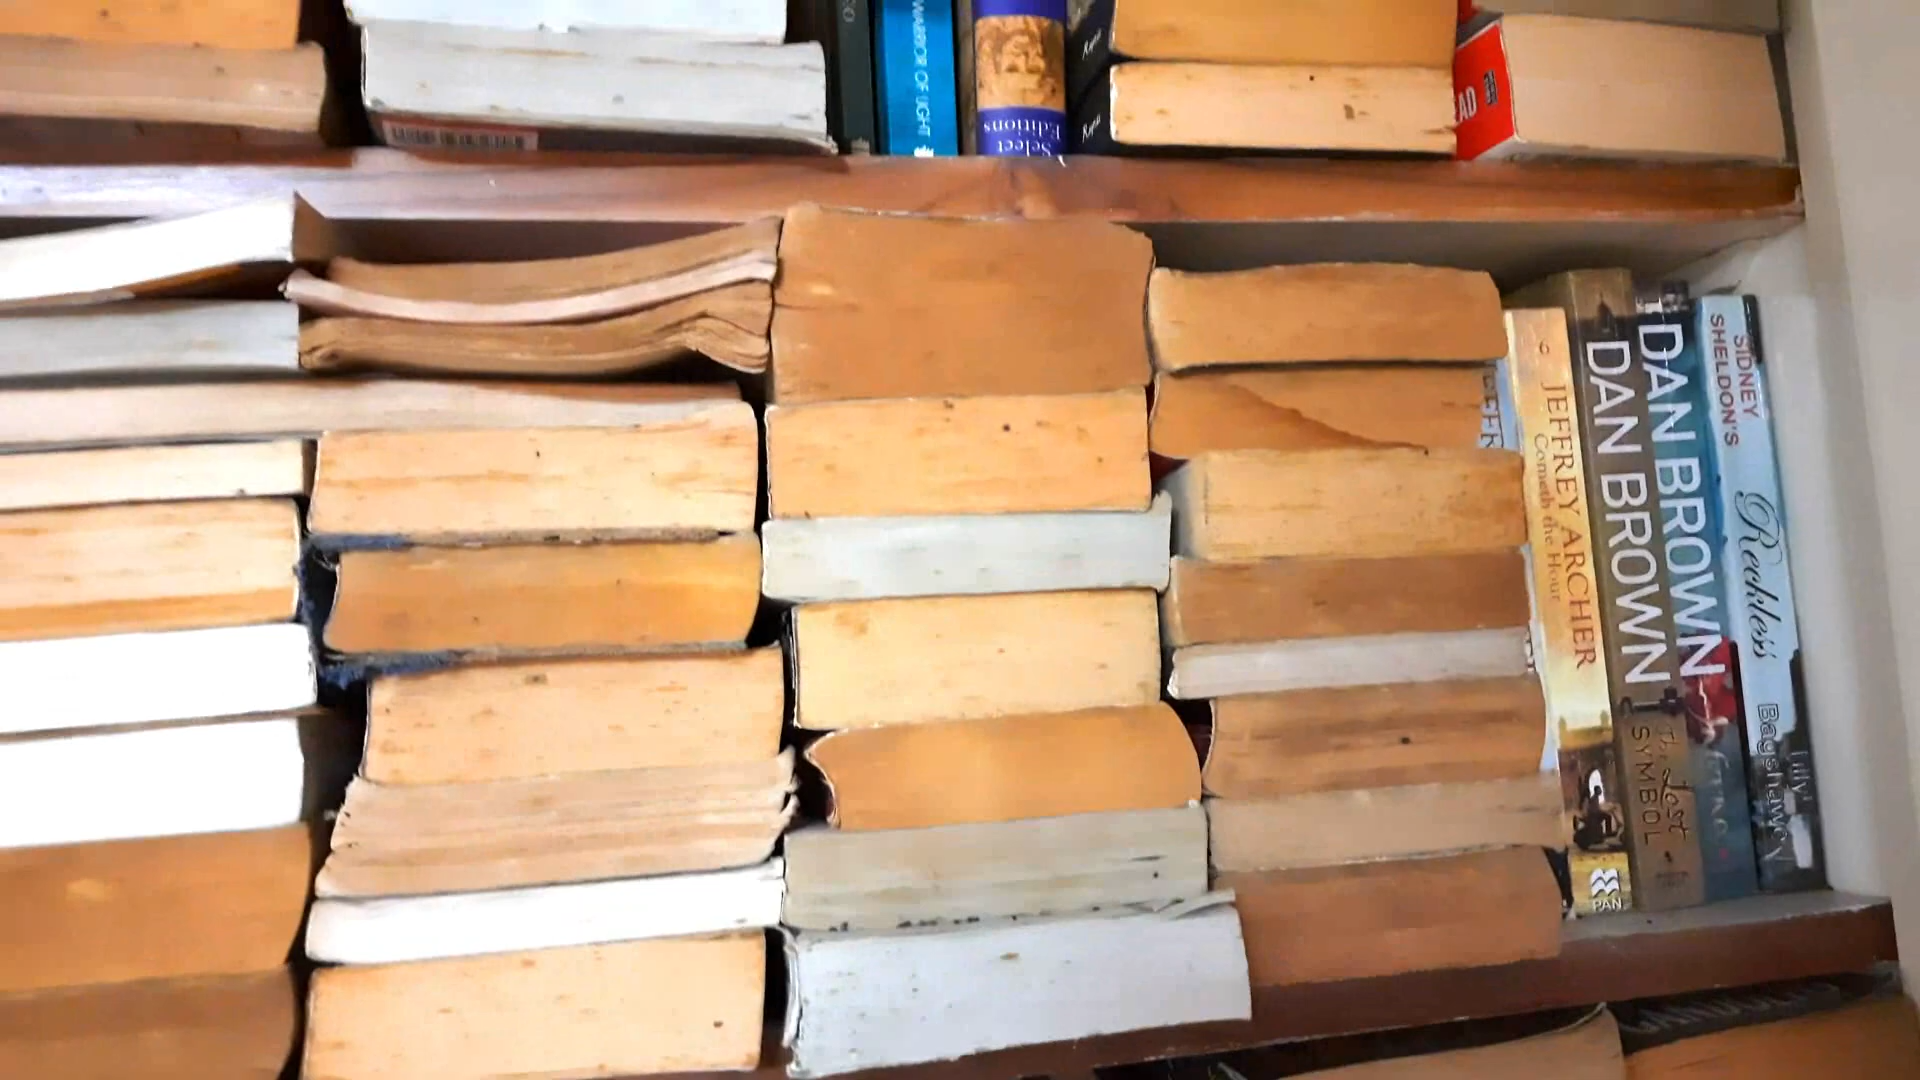 WARRIOR OF LIGHT
Select
Editions
Rupa
Rupa
JEFFREY ARCHER
Cometh the Hour
PAN
DAN BROWN
The Lost
SYMBOL
DAN BROWN
SIDNEY
SHELDON'S
Reckless
Tilly
Bagshawe